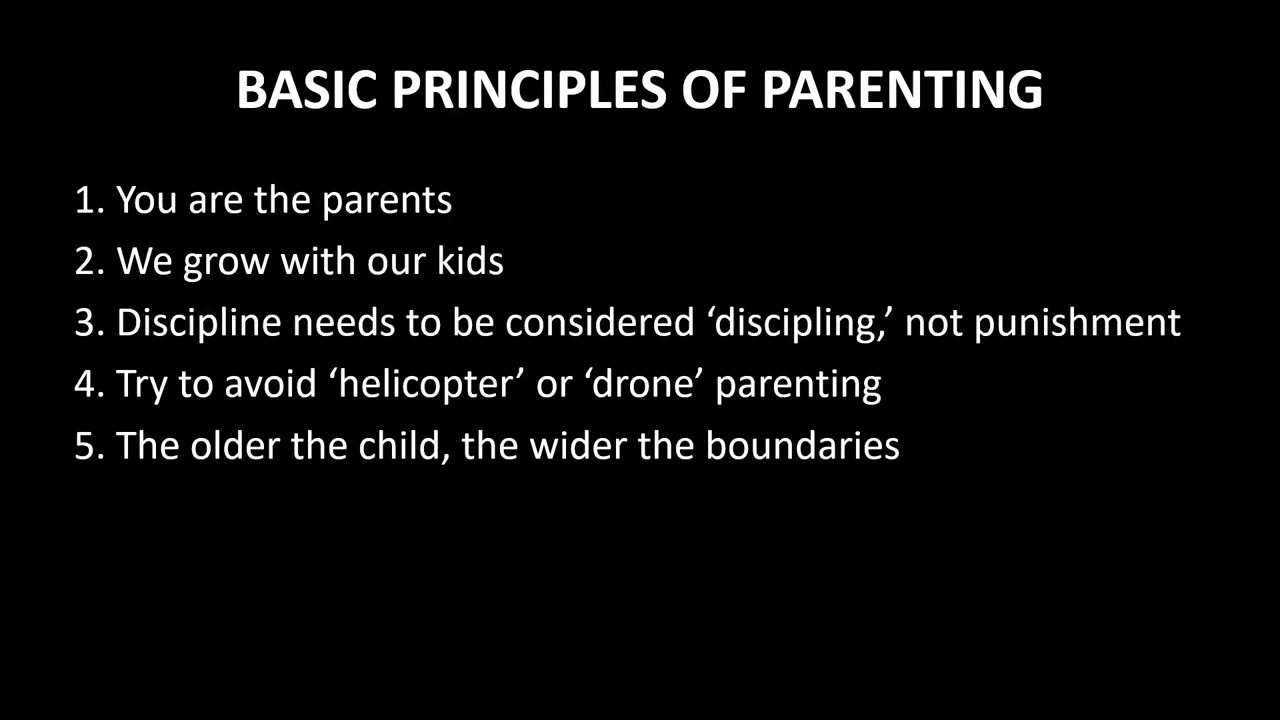 BASIC PRINCIPLES OF PARENTING
1. You are the parents
2. We grow with our kids
3. Discipline needs to be considered ‘discipling,’ not punishment
4. Try to avoid ‘helicopter’ or ‘drone’ parenting
5. The older the child, the wider the boundaries